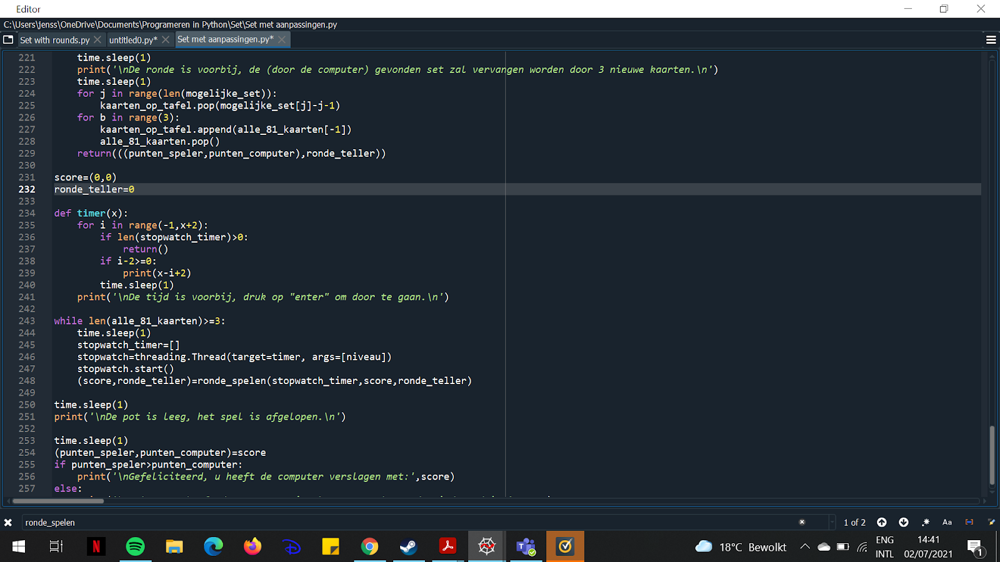 Editor
C:\Users\jenss\OneDrive\Documents\Programeren in Python\Set\Set met aanpassingen.py
Set with rounds.py untitled0.py* Set met aanpassingen.py*
221 time.sleep(1)
222 print('\nDe ronde is voorbij, de (door de computer) gevonden set zal vervangen worden door 3 nieuwe kaarten.\n')
223 time.sleep(1)
224 for j in range(len(mogelijke_set)):
225 kaarten_op_tafel.pop(mogelijke_set[j]-j-1)
226 for b in range(3):
227 kaarten_op_tafel.append(alle_81_kaarten[-1])
228 alle_81_kaarten.pop()
229 return(((punten_speler,punten_computer),ronde_teller))
230
231 score=(0,0)
232 ronde_teller=0
233
234 def timer(x):
235 for i in range(-1,x+2):
236 if len(stopwatch_timer)>0:
237 return()
238 if i-2>=0:
239 print(x-i+2)
240 time.sleep(1)
241 print('\nDe tijd is voorbij, druk op "enter" om door te gaan.\n')
242
243 while len(alle_81_kaarten)>=3:
244 time.sleep(1)
245 stopwatch_timer=[]
246 stopwatch=threading.Thread(target=timer, args=[niveau])
247 stopwatch.start()
248 (score,ronde_teller)=ronde_spelen(stopwatch_timer,score,ronde_teller)
249
250 time.sleep(1)
251 print('\nDe pot is leeg, het spel is afgelopen.\n')
252
253 time.sleep(1)
254 (punten_speler,punten_computer)=score
255 if punten_speler>punten_computer:
256 print('\nGefeliciteerd, u heeft de computer verslagen met:',score)
257 else:
ronde_spelen 1 of 2 .* Aa
18°C Bewolkt ENG INTL 14:41 02/07/2021 1